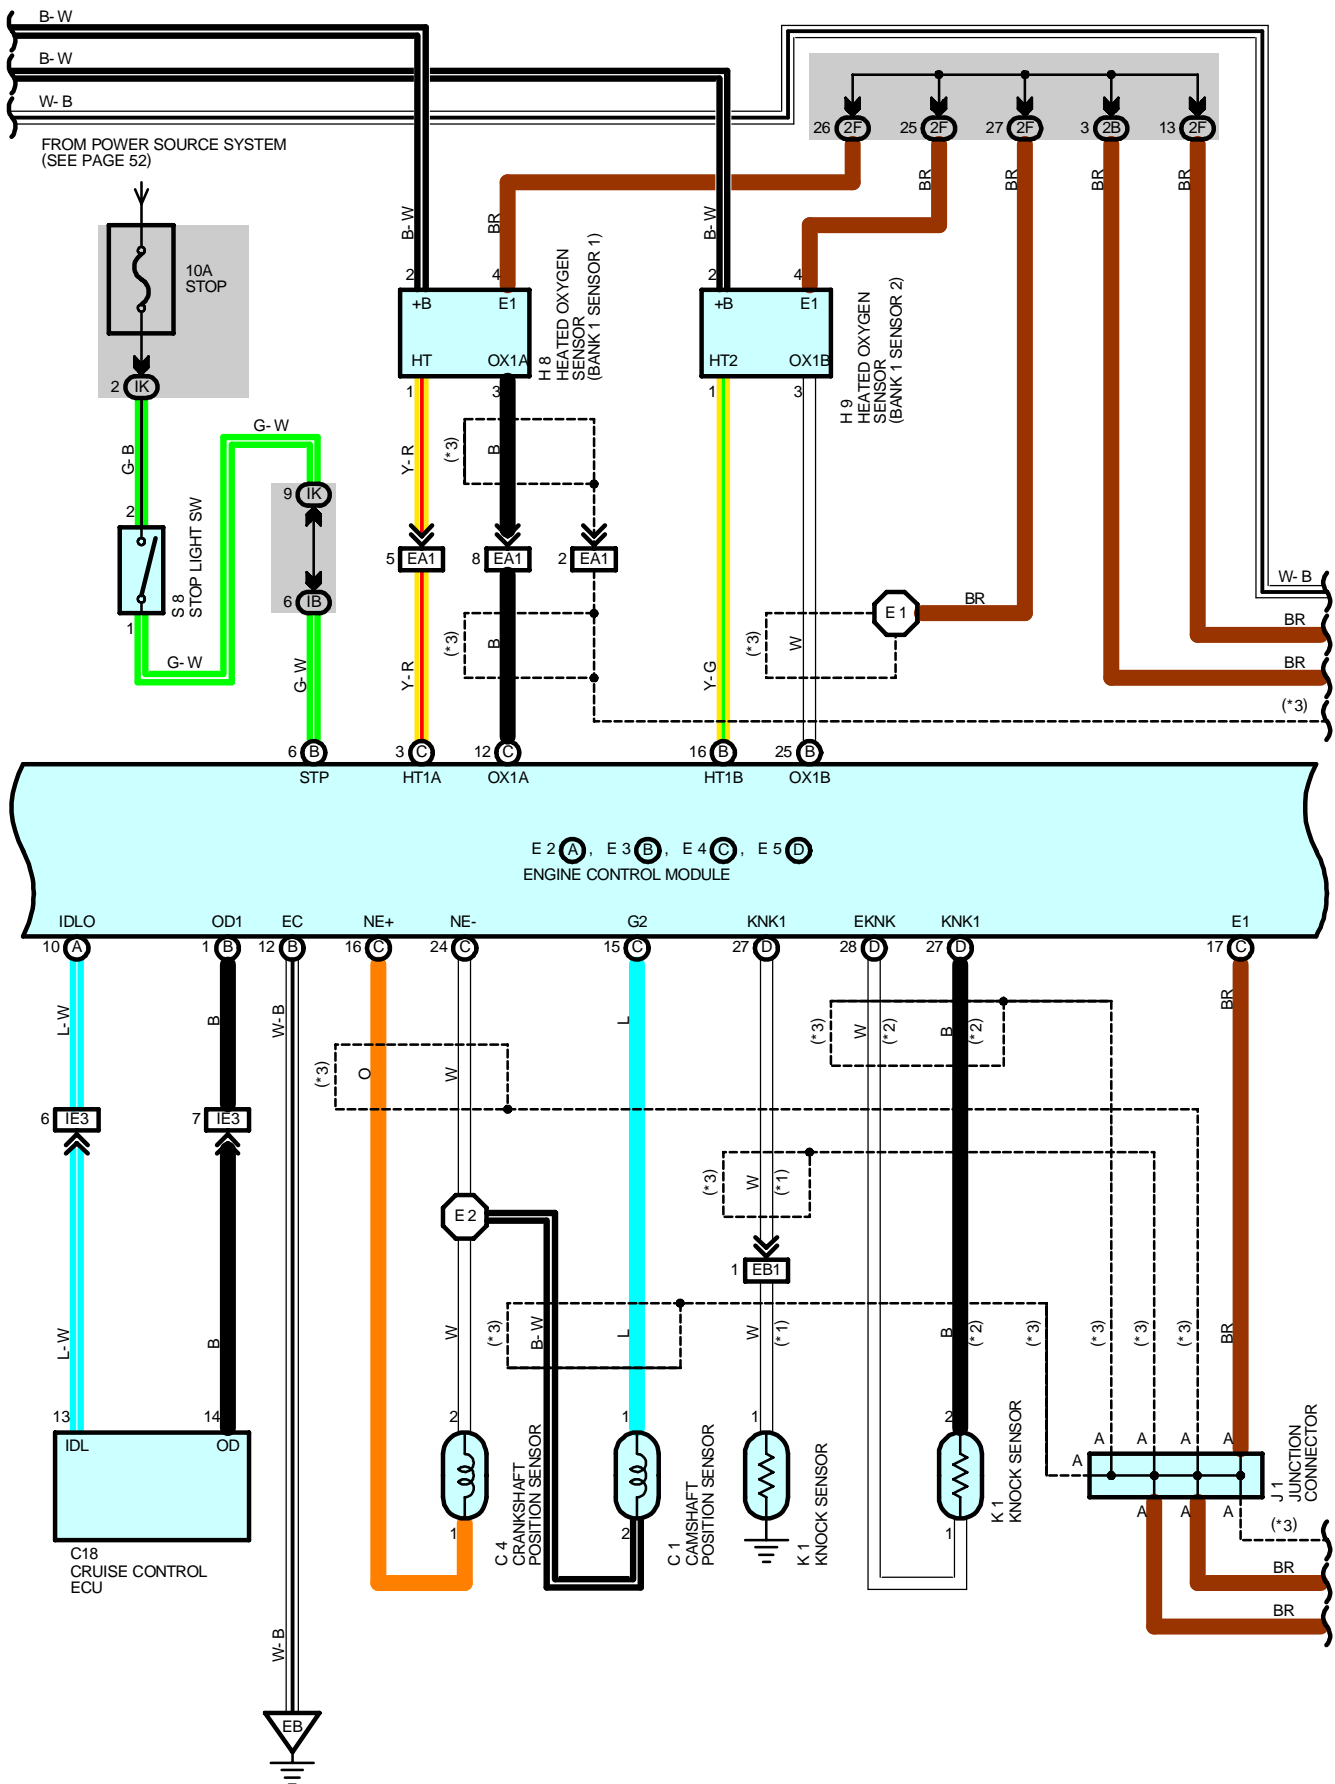 B-W
B-W
W-B
FROM POWER SOURCE SYSTEM
(SEE PAGE 52)
26 2F
25 2F
27 2F
3 2B
13 2F
BR
BR
BR
BR
10A
STOP
2 IK
B-W
BR
B-W
2
4
+B
E1
HT
OX1A
1
3
H 8
HEATED OXYGEN
SENSOR
(BANK 1 SENSOR 1)
2
4
+B
E1
HT2
OX1B
1
3
H 9
HEATED OXYGEN
SENSOR
(BANK 1 SENSOR 2)
G-B
G-W
9 IK
6 IB
2
1
S 8
STOP LIGHT SW
G-W
G-W
Y-R
(*3)
B
5 EA1
8 EA1
2 EA1
Y-R
(*3)
B
Y-G
(*3)
W
E 1
BR
W-B
BR
BR
(*3)
6 B
STP
3 C
HT1A
12 C
OX1A
16 B
HT1B
25 B
OX1B
E 2 A, E 3 B, E 4 C, E 5 D
ENGINE CONTROL MODULE
IDLO
OD1
EC
NE+
NE-
G2
KNK1
EKNK
KNK1
E1
10 A
1 B
12 B
16 C
24 C
15 C
27 D
28 D
27 D
17 C
L-W
B
W-B
(*3)
O
W
L
(*3)
W
(*2)
B
(*2)
BR
6 IE3
7 IE3
(*3)
W
(*1)
E 2
1 EB1
L-W
B
W
(*3)
B-W
L
W
(*1)
B
(*2)
(*3)
(*3)
(*3)
(*3)
BR
13
14
IDL
OD
C18
CRUISE CONTROL
ECU
2
1
C 4
CRANKSHAFT
POSITION SENSOR
1
2
C 1
CAMSHAFT
POSITION SENSOR
1
K 1
KNOCK SENSOR
2
1
K 1
KNOCK SENSOR
A
A
A
A
A
A
A
A
J 1
JUNCTION
CONNECTOR
(*3)
BR
BR
W-B
EB